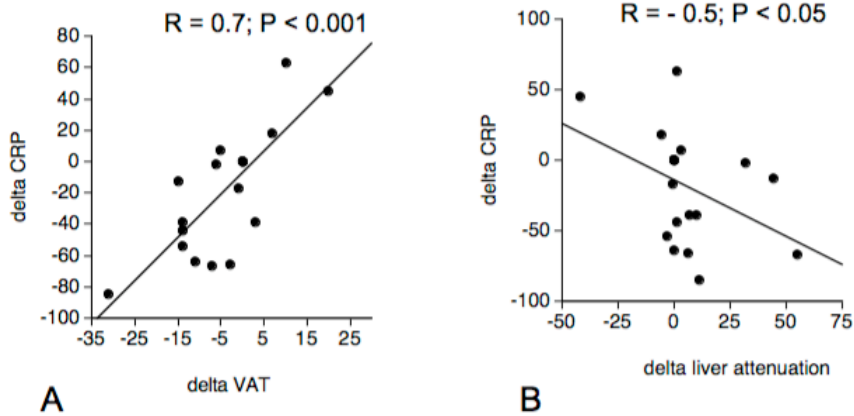 R = 0.7; P < 0.001
80
60
40
20
0
-20
-40
-60
-80
-100
delta CRP
-35 -25 -15 -5 5 15 25
delta VAT
A
R = - 0.5; P < 0.05
100
50
0
-50
-100
delta CRP
-50 -25 0 25 50 75
delta liver attenuation
B